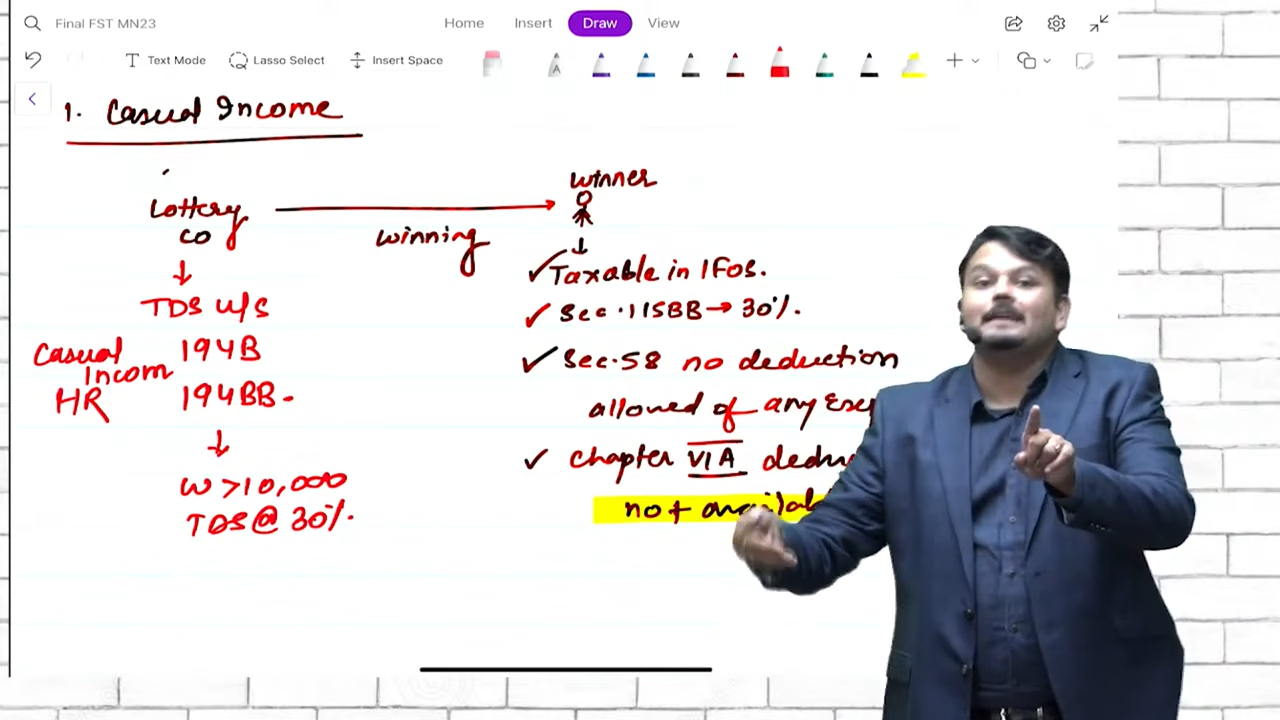 Final FST MN23
Home Insert Draw View
Text Mode Lasso Select Insert Space
1. Casual Income
Lottery co
winning
winner
TDS u/s
Casual Incom 194B
HR 194BB.
W > 10,000
TDS @ 30%.
✓ Taxable in IFOS.
✓ Sec. 115BB → 30%.
✓ Sec. 58 no deduction
allowed of any
✓ chapter VIA
not